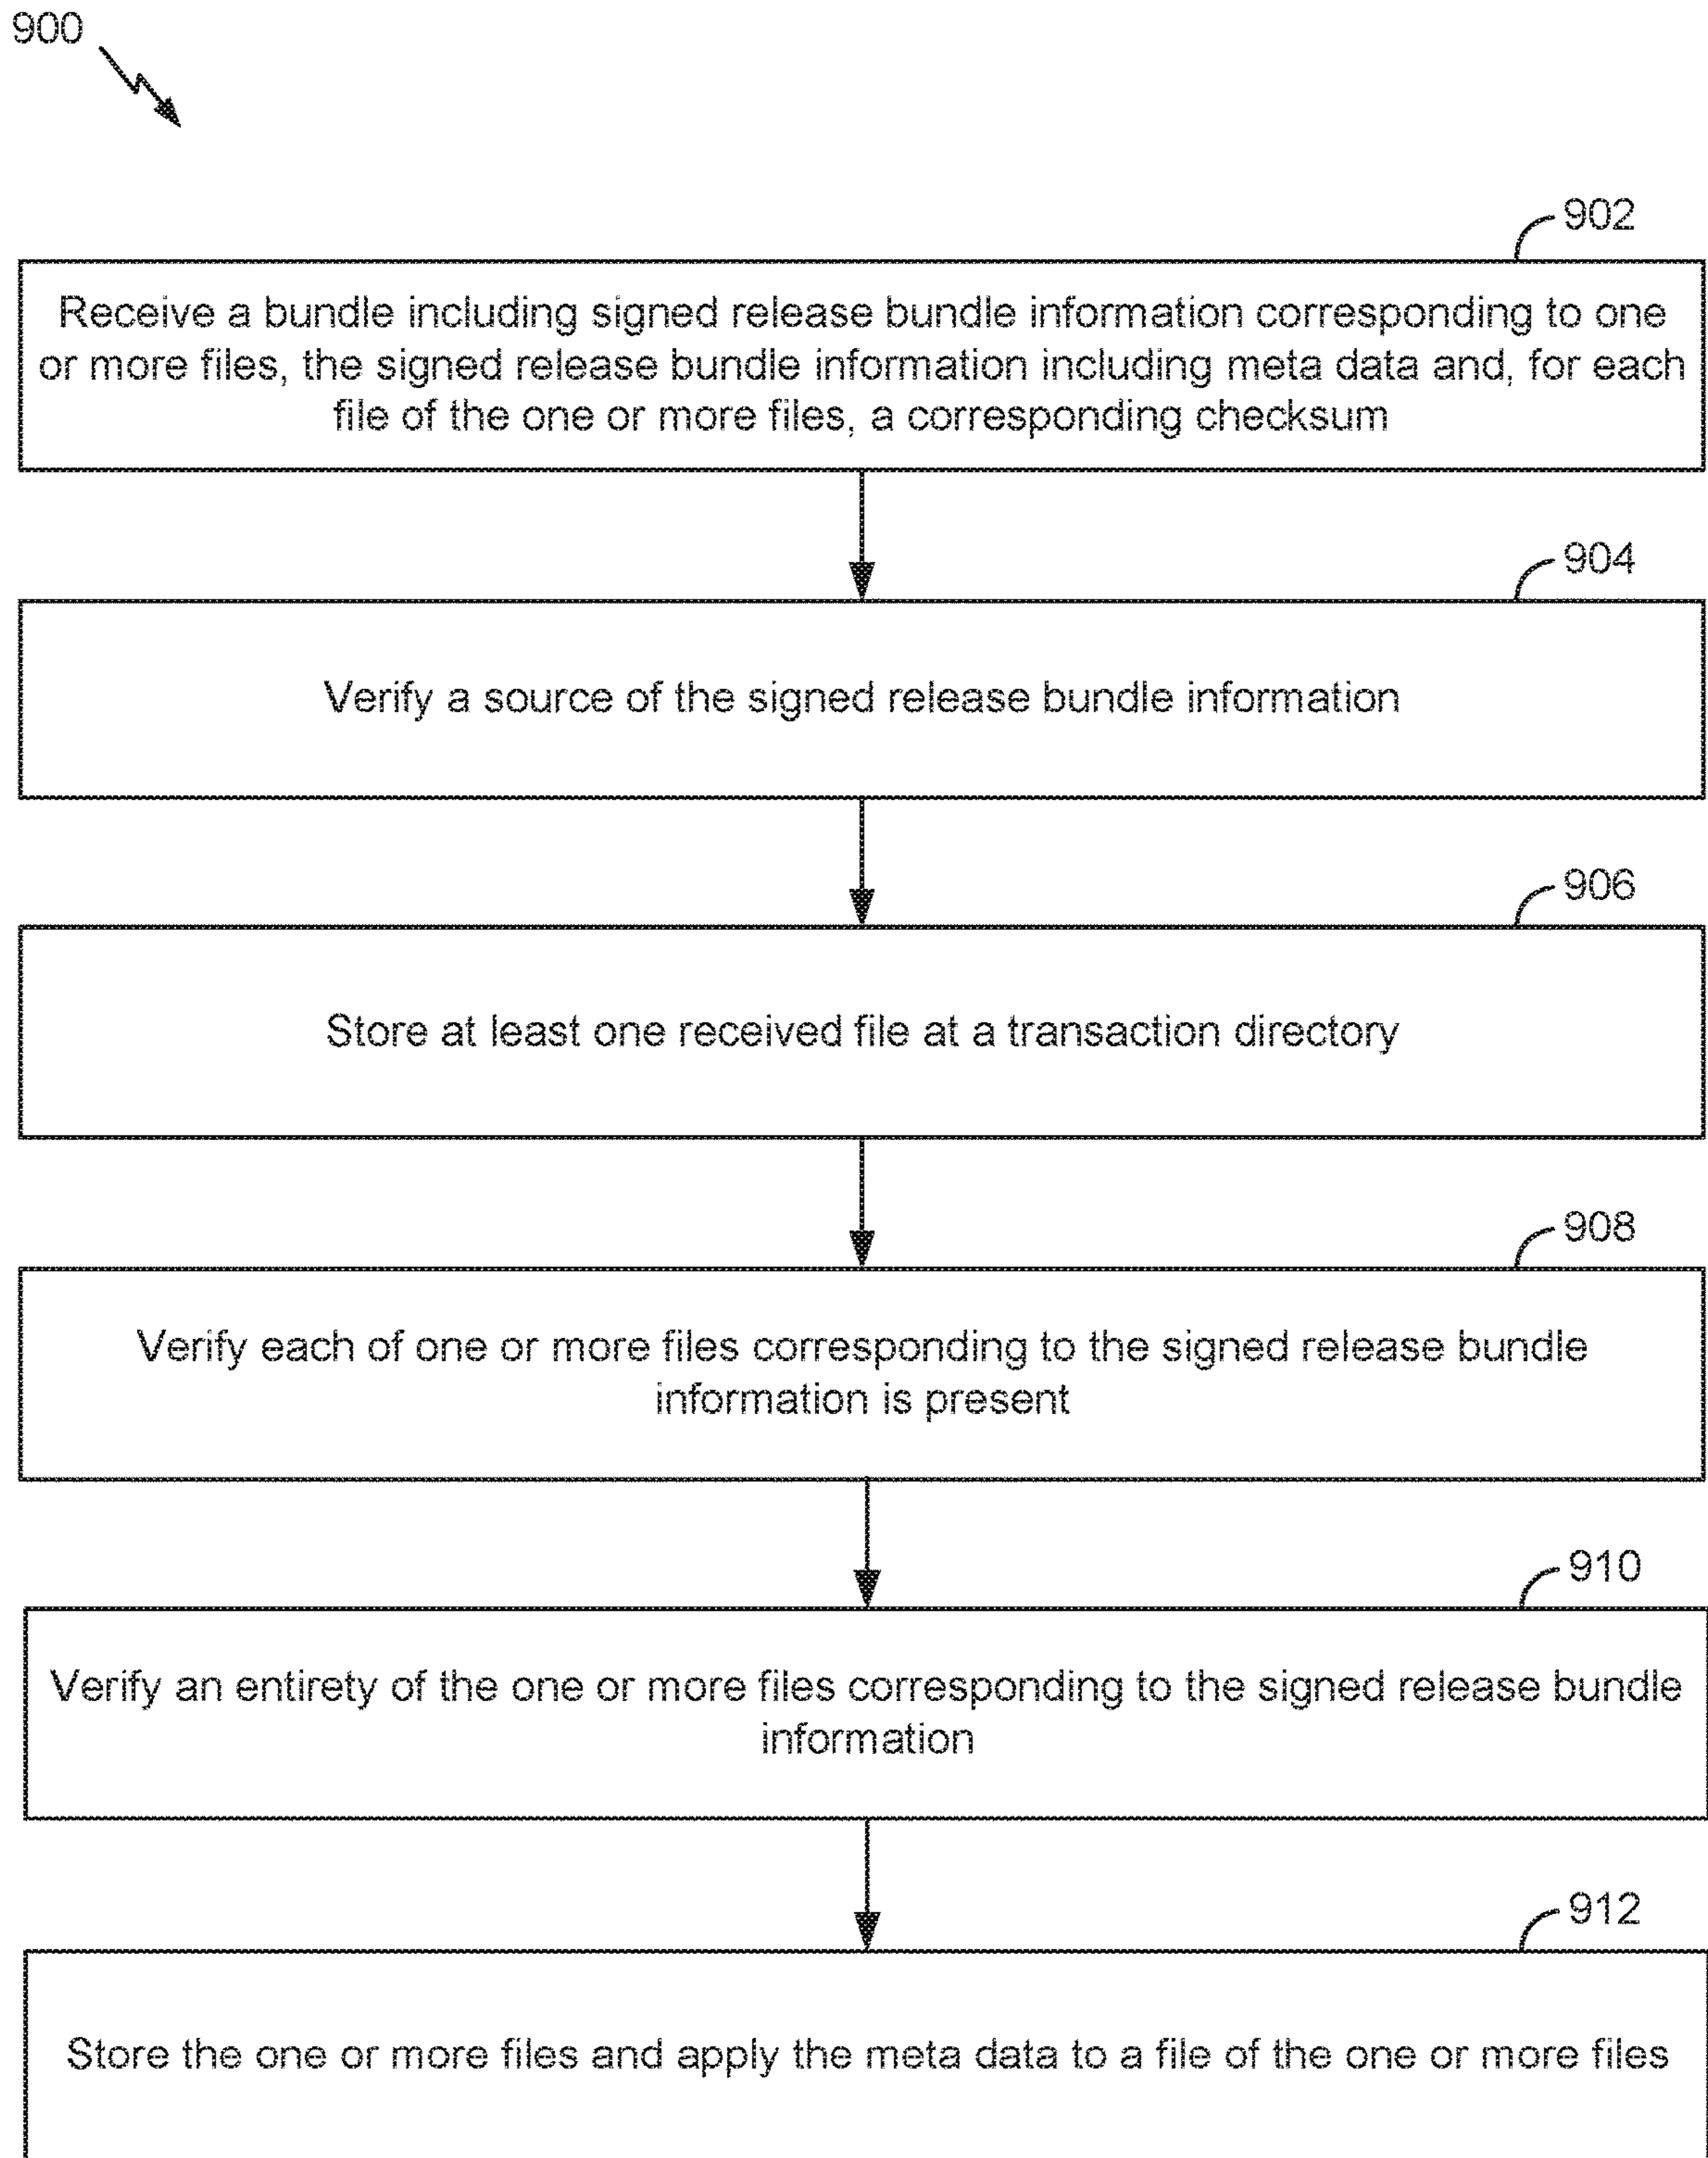 900
902
Receive a bundle including signed release bundle information corresponding to one
or more files, the signed release bundle information including meta data and, for each
file of the one or more files, a corresponding checksum
904
Verify a source of the signed release bundle information
906
Store at least one received file at a transaction directory
908
Verify each of one or more files corresponding to the signed release bundle
information is present
910
Verify an entirety of the one or more files corresponding to the signed release bundle
information
912
Store the one or more files and apply the meta data to a file of the one or more files